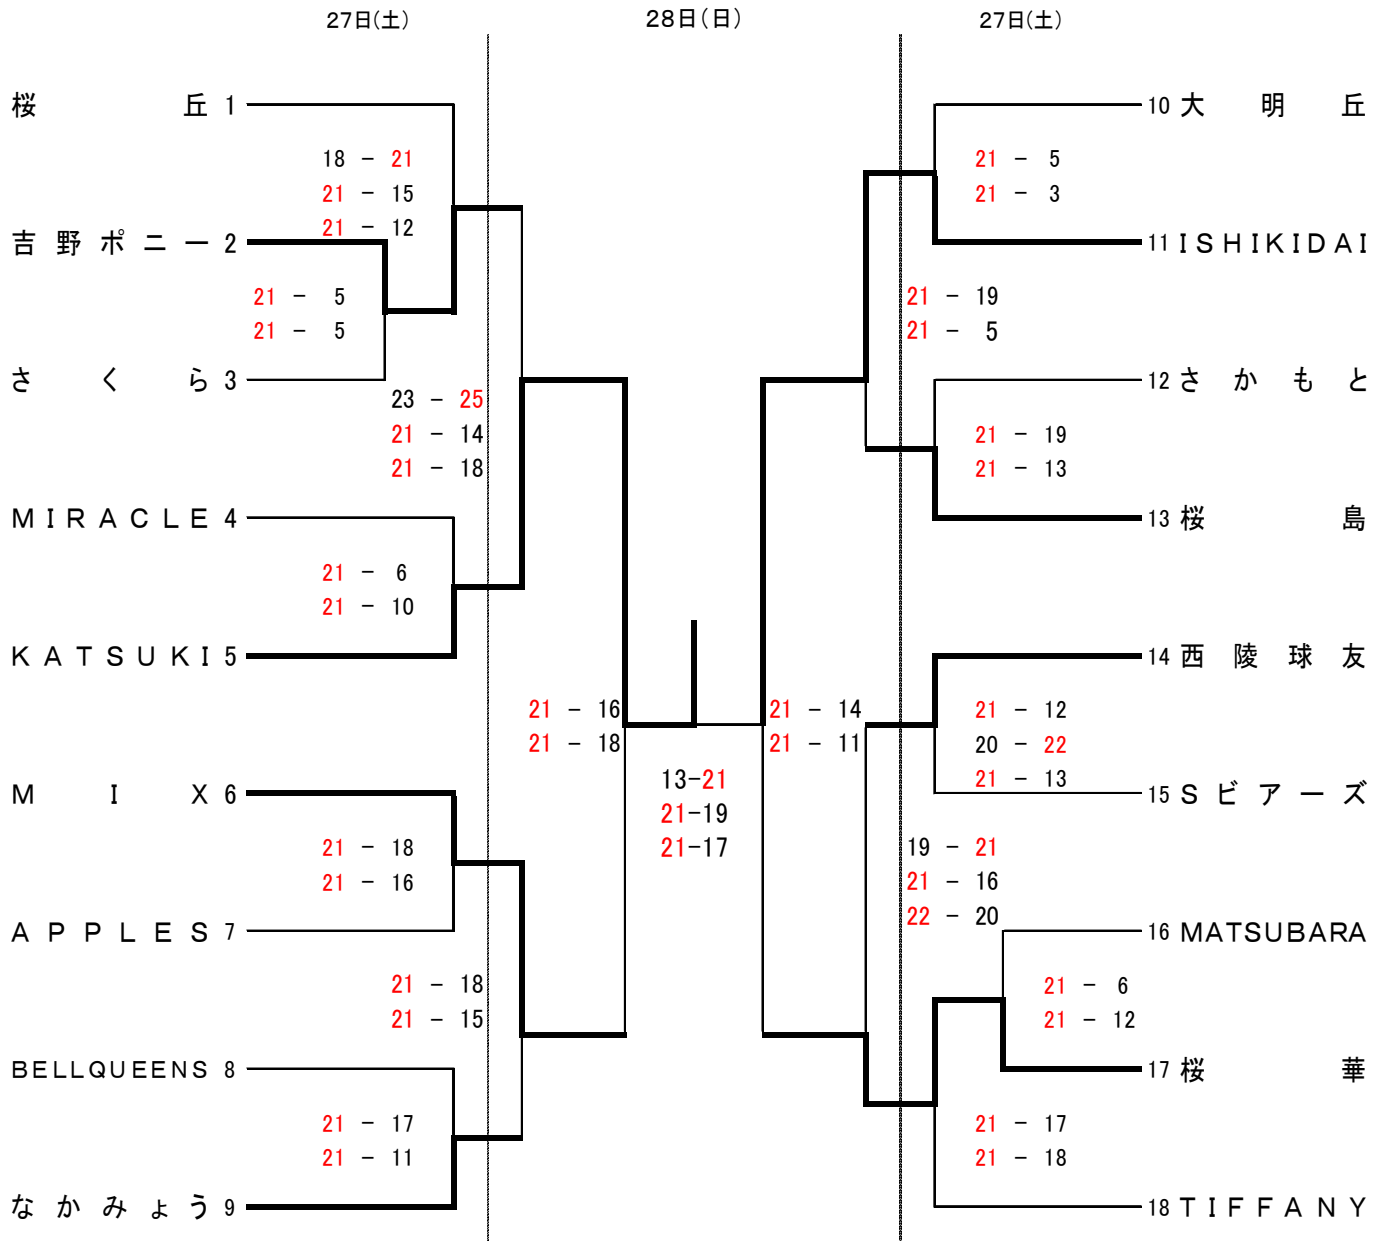 27日(土) 28日(日) 27日(土)
桜丘 1
18 - 21
21 - 15
21 - 12
吉野ポニー 2
21 - 5
21 - 5
さくら 3
23 - 25
21 - 14
21 - 18
MIRACLE 4
21 - 6
21 - 10
KATSUKI 5
MIX 6
21 - 18
21 - 16
APPLES 7
21 - 18
21 - 15
BELLQUEENS 8
21 - 17
21 - 11
なかみょう 9
21 - 16
21 - 18
13-21
21-19
21-17
21 - 14
21 - 11
10 大明丘
21 - 5
21 - 3
11 ISHIKIDAI
21 - 19
21 - 5
12 さかもと
21 - 19
21 - 13
13 桜島
14 西陵球友
21 - 12
20 - 22
21 - 13
15 Sビアーズ
19 - 21
21 - 16
22 - 20
16 MATSUBARA
21 - 6
21 - 12
17 桜華
21 - 17
21 - 18
18 TIFFANY